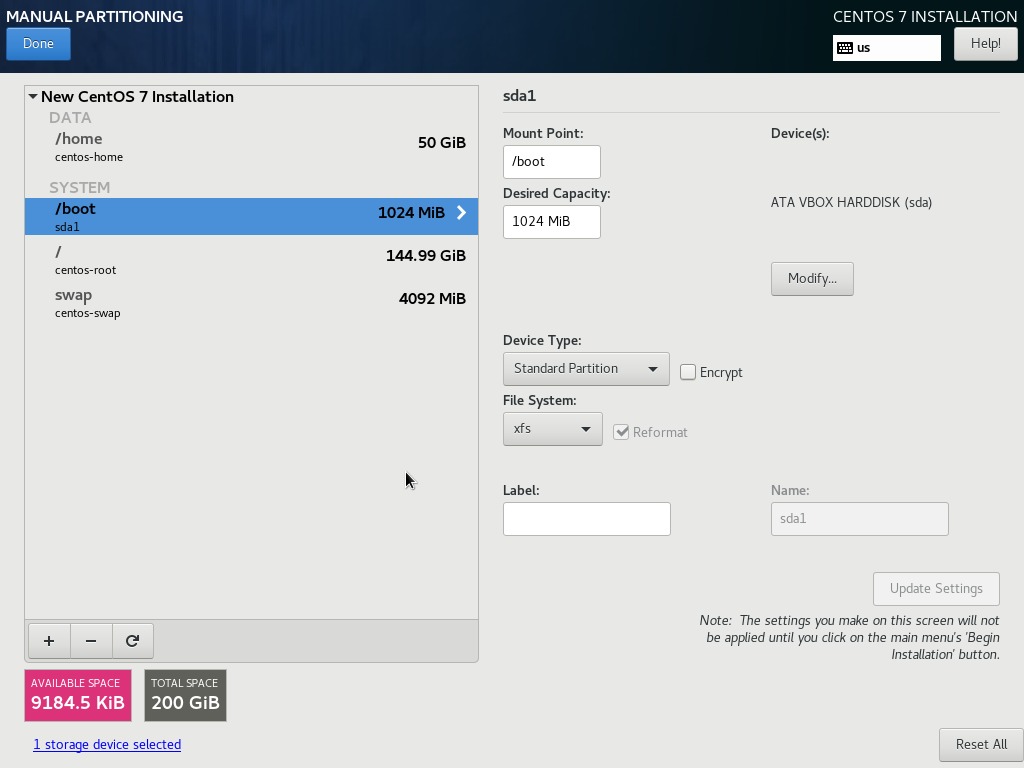 MANUAL PARTITIONING
CENTOS 7 INSTALLATION
Done
us
Help!
New CentOS 7 Installation
DATA
/home
50 GiB
centos-home
SYSTEM
/boot
1024 MiB
sda1
/
144.99 GiB
centos-root
swap
4092 MiB
centos-swap
+ −
AVAILABLE SPACE
9184.5 KiB
TOTAL SPACE
200 GiB
1 storage device selected
sda1
Mount Point:
Device(s):
/boot
Desired Capacity:
1024 MiB
ATA VBOX HARDDISK (sda)
Modify...
Device Type:
Standard Partition
Encrypt
File System:
xfs
Reformat
Label:
Name:
sda1
Update Settings
Note:  The settings you make on this screen will not
be applied until you click on the main menu's 'Begin
Installation' button.
Reset All